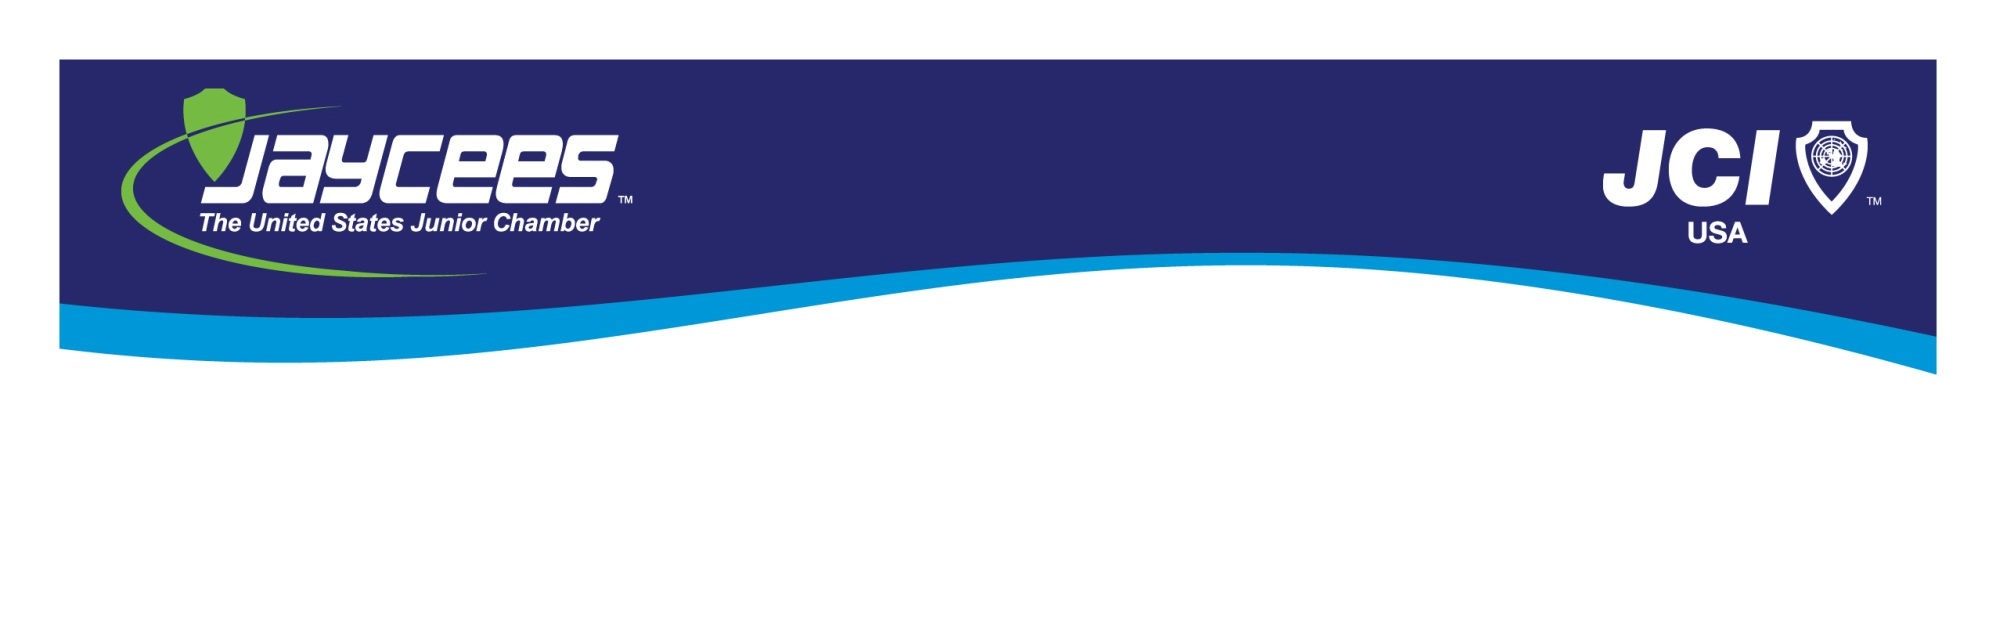 Jaycees™
The United States Junior Chamber
JCI™
USA